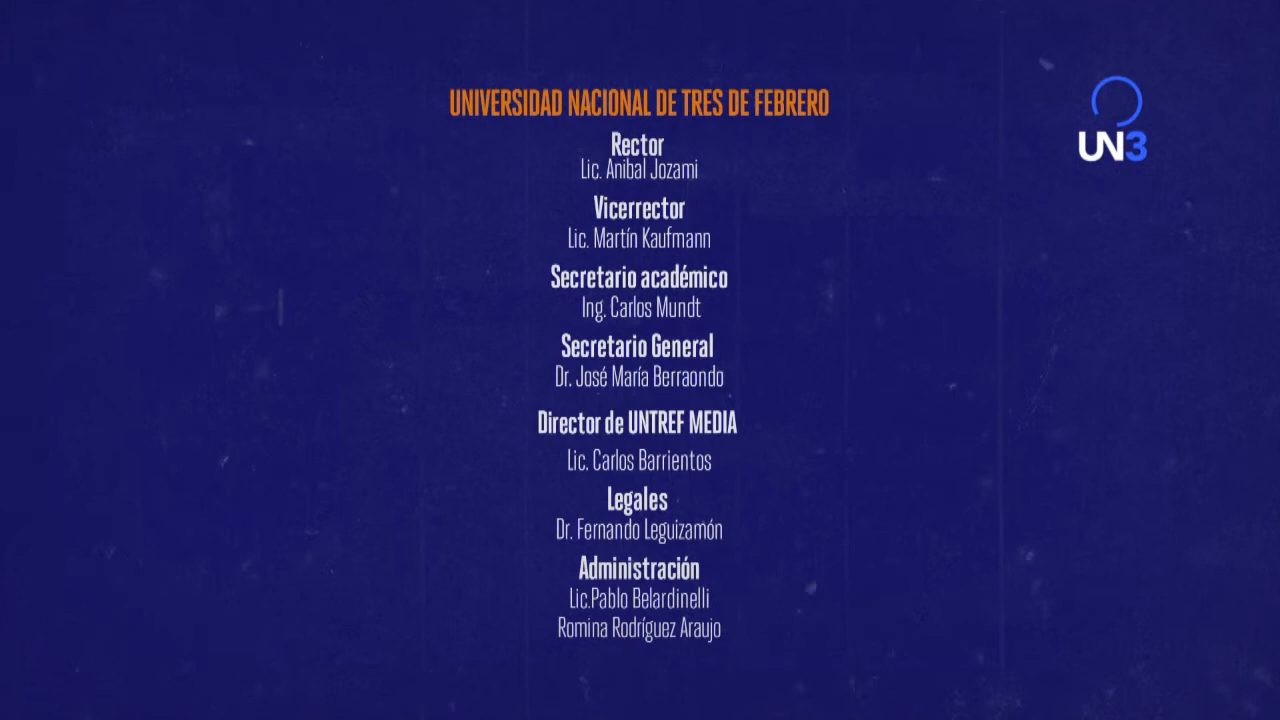 UNIVERSIDAD NACIONAL DE TRES DE FEBRERO
UN3
Rector
Lic. Anibal Jozami
Vicerrector
Lic. Martín Kaufmann
Secretario académico
Ing. Carlos Mundt
Secretario General
Dr. José María Berraondo
Director de UNTREF MEDIA
Lic. Carlos Barrientos
Legales
Dr. Fernando Leguizamón
Administración
Lic.Pablo Belardinelli
Romina Rodríguez Araujo